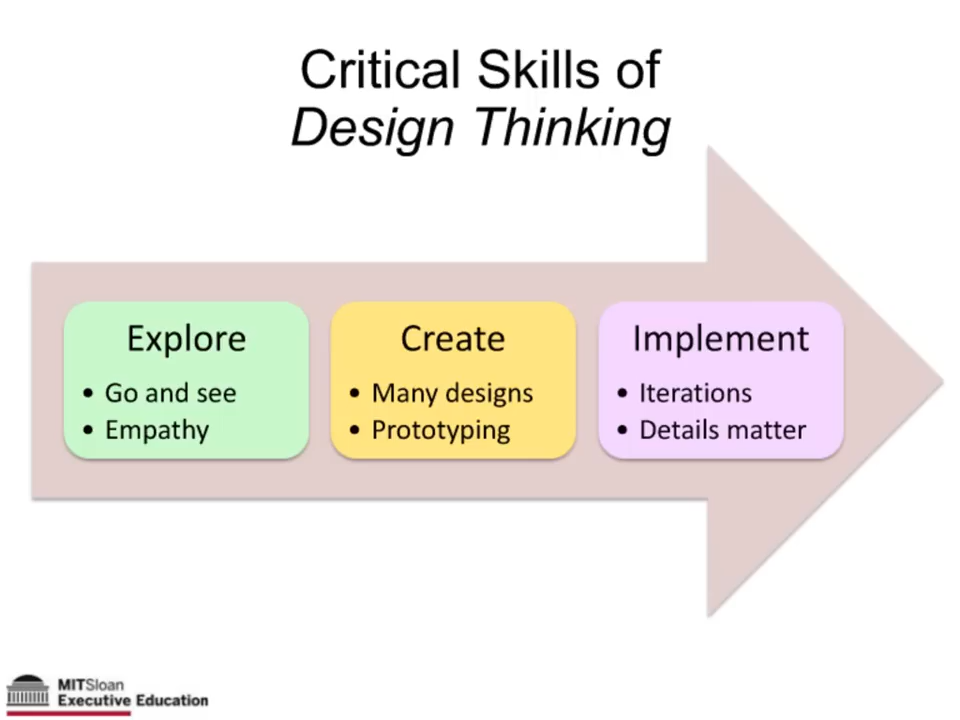 Critical Skills of
Design Thinking
Explore
• Go and see
• Empathy
Create
• Many designs
• Prototyping
Implement
• Iterations
• Details matter
MITSloan
Executive Education